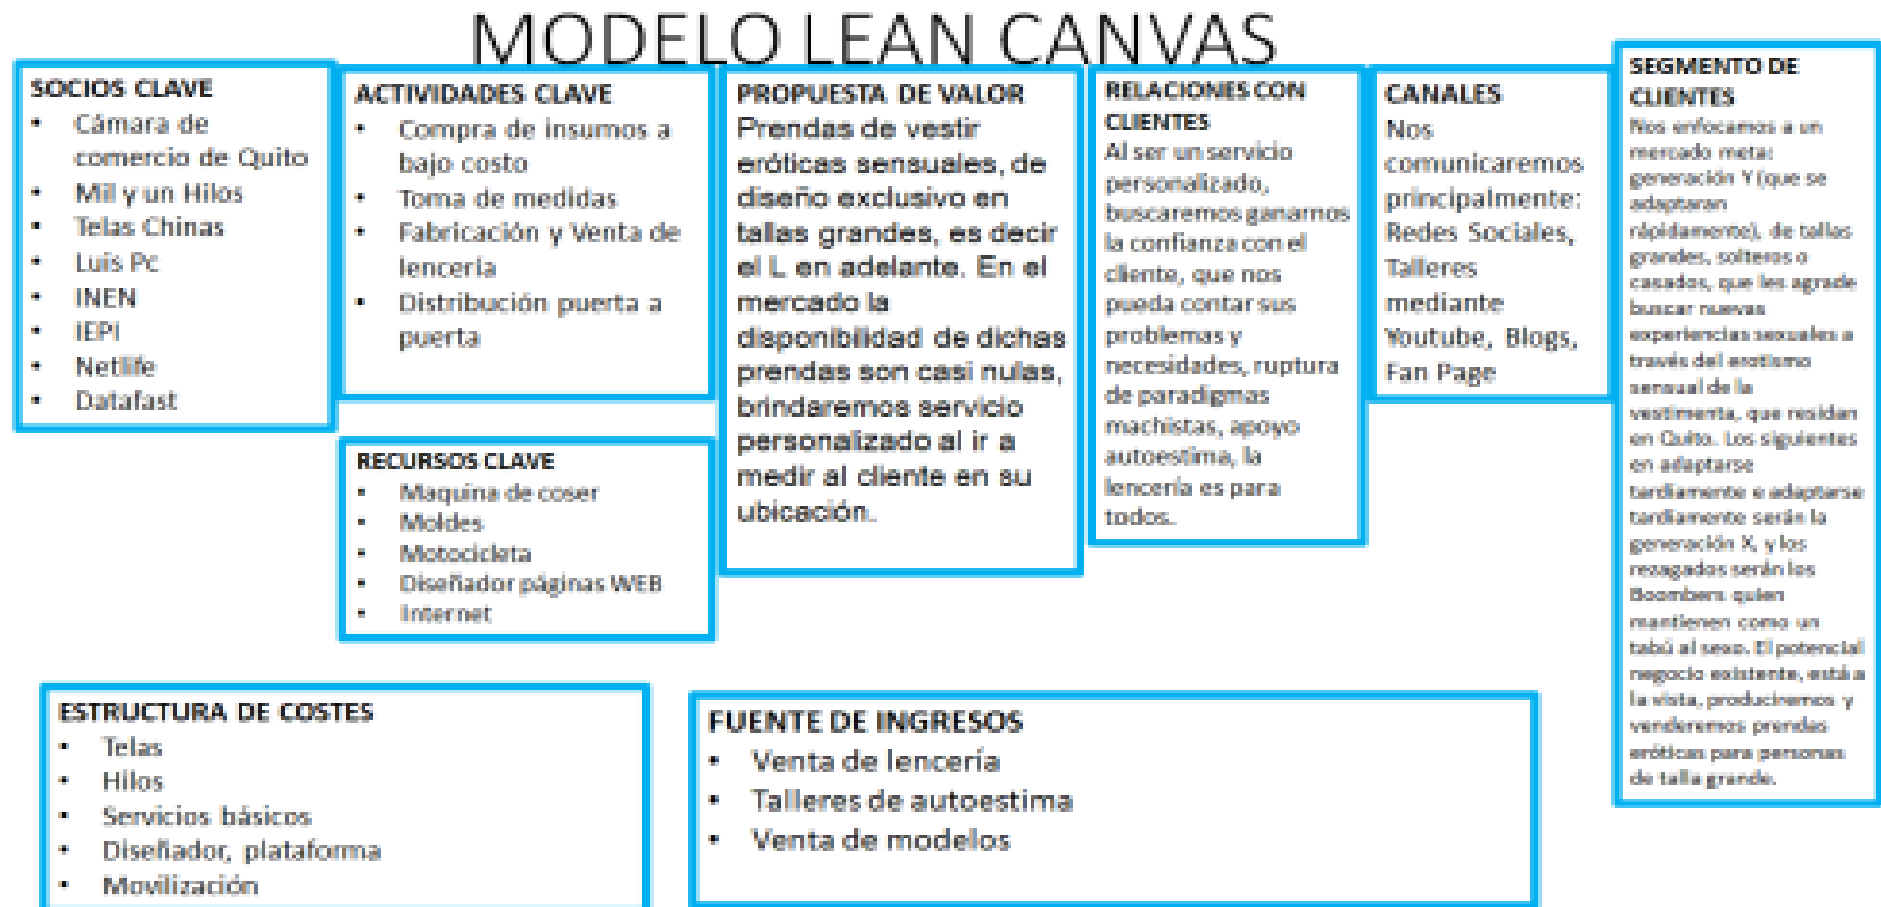 MODELO LEAN CANVAS
SOCIOS CLAVE
• Cámara de
comercio de Quito
• Mil y un Hilos
• Telas Chinas
• Luis Pc
• INEN
• IEPI
• Netlife
• Datafast
ACTIVIDADES CLAVE
• Compra de insumos a
bajo costo
• Toma de medidas
• Fabricación y Venta de
lencería
• Distribución puerta a
puerta
RECURSOS CLAVE
• Maquina de coser
• Moldes
• Motocicleta
• Diseñador páginas WEB
• Internet
PROPUESTA DE VALOR
Prendas de vestir
eróticas sensuales, de
diseño exclusivo en
tallas grandes, es decir
el L en adelante. En el
mercado la
disponibilidad de dichas
prendas son casi nulas,
brindaremos servicio
personalizado al ir a
medir al cliente en su
ubicación.
RELACIONES CON
CLIENTES
Al ser un servicio
personalizado,
buscaremos ganarnos
la confianza con el
cliente, que nos
pueda contar sus
problemas y
necesidades, ruptura
de paradigmas
machistas, apoyo
autoestima, la
lencería es para
todos.
CANALES
Nos
comunicaremos
principalmente:
Redes Sociales,
Talleres
mediante
Youtube, Blogs,
Fan Page
SEGMENTO DE
CLIENTES
Nos enfocamos a un
mercado meta:
generación Y (que se
adaptaran
rápidamente), de tallas
grandes, solteros o
casados, que les agrade
buscar nuevas
experiencias sexuales a
través del erotismo
sensual de la
vestimenta, que residan
en Quito. Los siguientes
en adaptarse
tardiamente e adaptarse
tardiamente serán la
generación X, y los
rezagados serán los
Boombers quien
mantienen como un
tabú al sexo. El potencial
negocio existente, está a
la vista, produciremos y
venderemos prendas
eróticas para personas
de talla grande.
ESTRUCTURA DE COSTES
• Telas
• Hilos
• Servicios básicos
• Diseñador, plataforma
• Movilización
FUENTE DE INGRESOS
• Venta de lencería
• Talleres de autoestima
• Venta de modelos